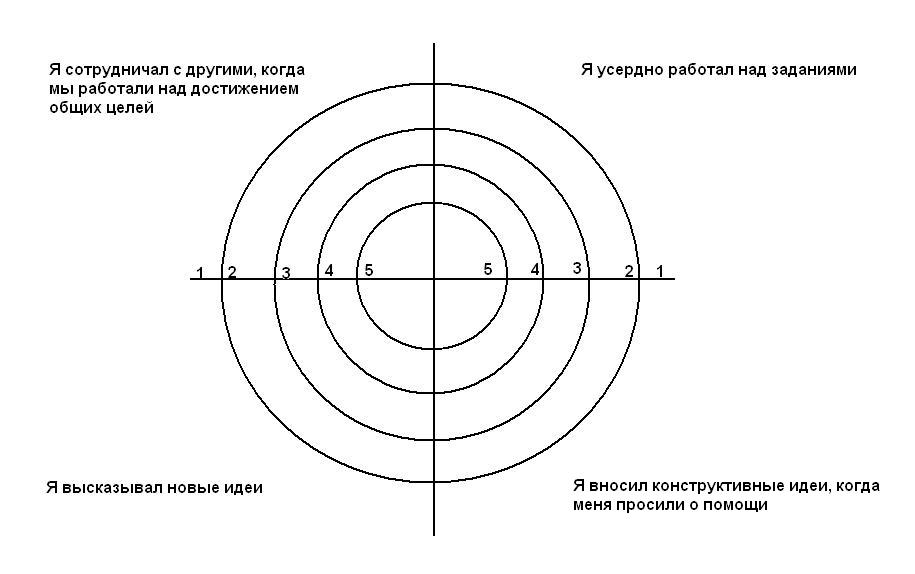 Я сотрудничал с другими, когда
мы работали над достижением
общих целей
Я усердно работал над заданиями
1 2 3 4 5 5 4 3 2 1
Я высказывал новые идеи
Я вносил конструктивные идеи, когда
меня просили о помощи